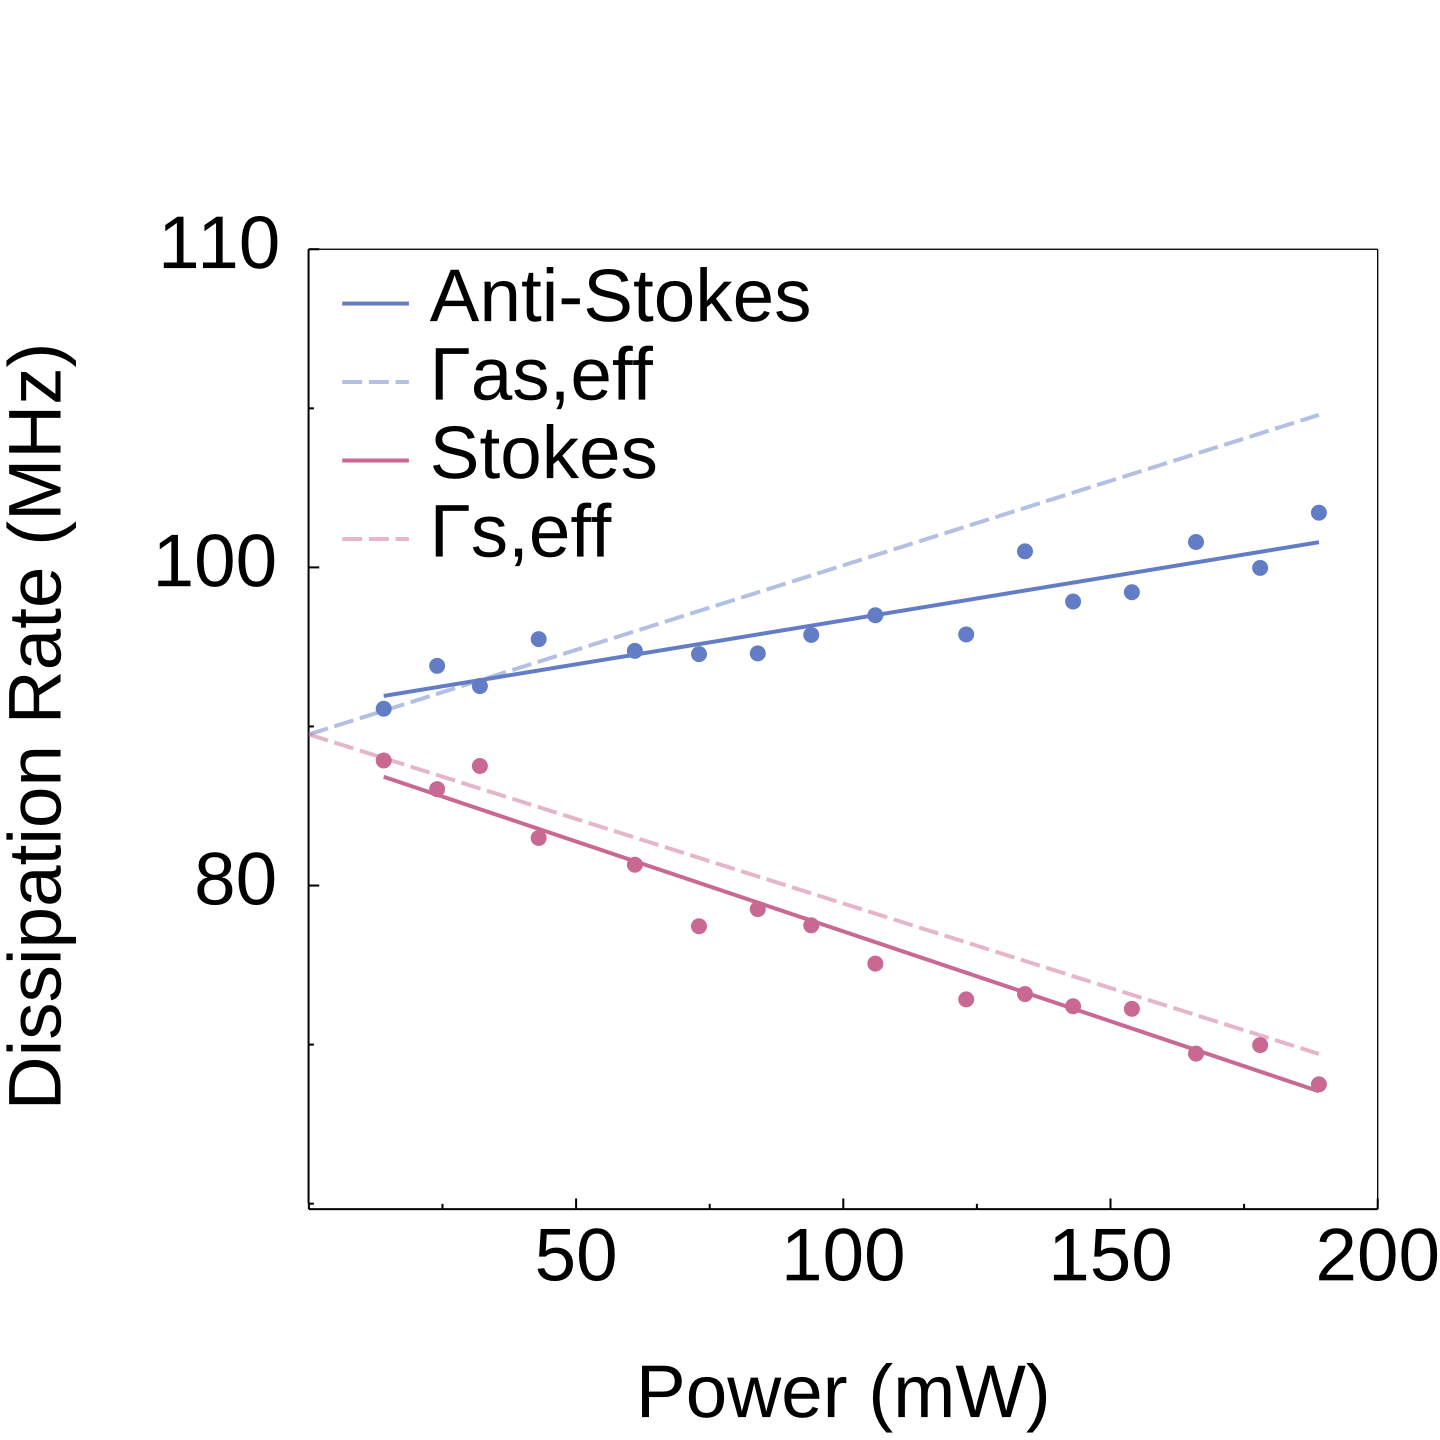 110
Anti-Stokes
Γas,eff
Stokes
Γs,eff
100
80
Dissipation Rate (MHz)
50 100 150 200
Power (mW)